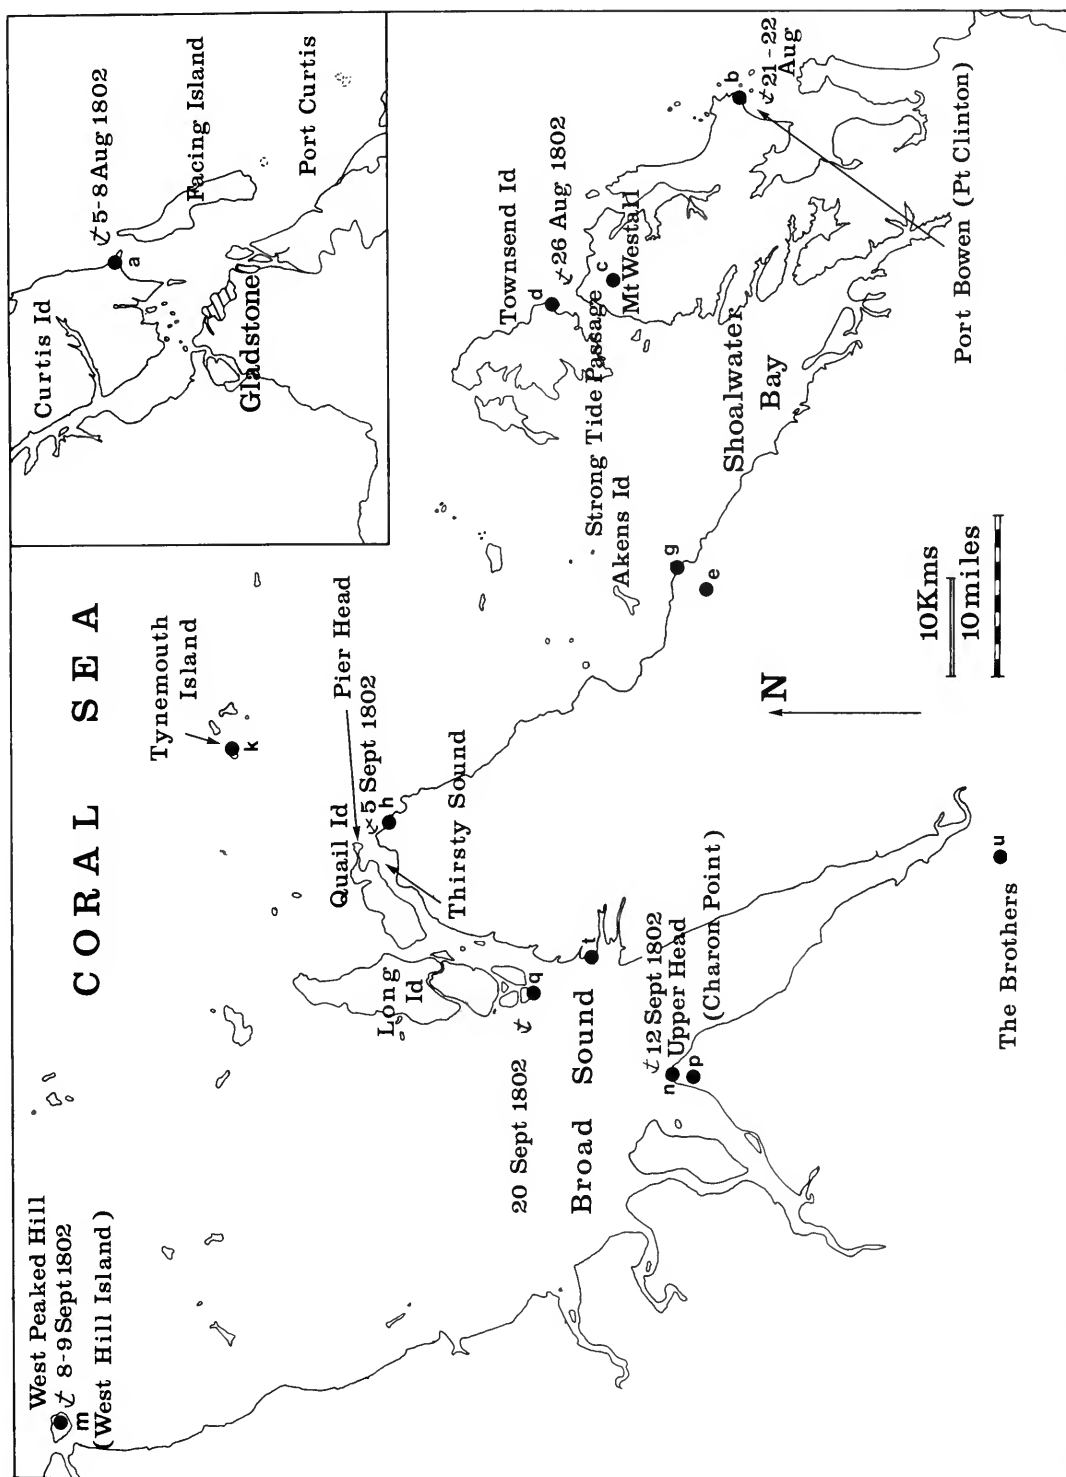 West Peaked Hill
8-9 Sept 1802
(West Hill Island)
m
CORAL SEA
Tynemouth
Island
k
Curtis Id
5-8 Aug 1802
a
Facing Island
Port Curtis
Gladstone
Quail Id
Pier Head
5 Sept 1802
h
Thirsty Sound
Long
Id
q
20 Sept 1802
t
Broad Sound
12 Sept 1802
Upper Head
(Charon Point)
n
p
The Brothers
u
Townsend Id
26 Aug 1802
d
c
Mt Westall
Strong Tide Passage
Akens Id
g
e
Shoalwater
Bay
b
21-22
Aug
Port Bowen (Pt Clinton)
N
10Kms
10miles